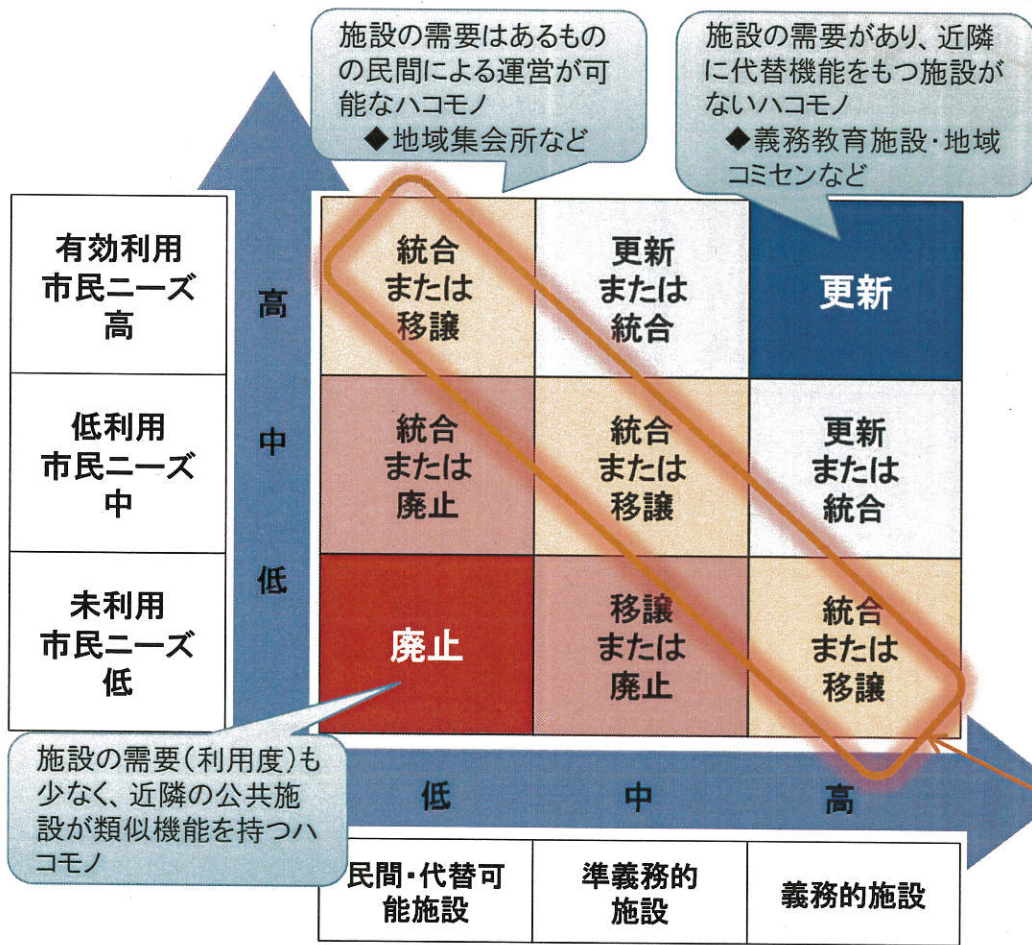 施設の需要はあるもの
の民間による運営が可
能なハコモノ
◆地域集会所など
施設の需要があり、近隣
に代替機能をもつ施設が
ないハコモノ
◆義務教育施設・地域
コミセンなど
有効利用
市民ニーズ
高
高
統合
または
移譲
更新
または
統合
更新
低利用
市民ニーズ
中
中
統合
または
廃止
統合
または
移譲
更新
または
統合
未利用
市民ニーズ
低
低
廃止
移譲
または
廃止
統合
または
移譲
施設の需要(利用度)も
少なく、近隣の公共施
設が類似機能を持つハ
コモノ
低
中
高
民間・代替可
能施設
準義務的
施設
義務的施設